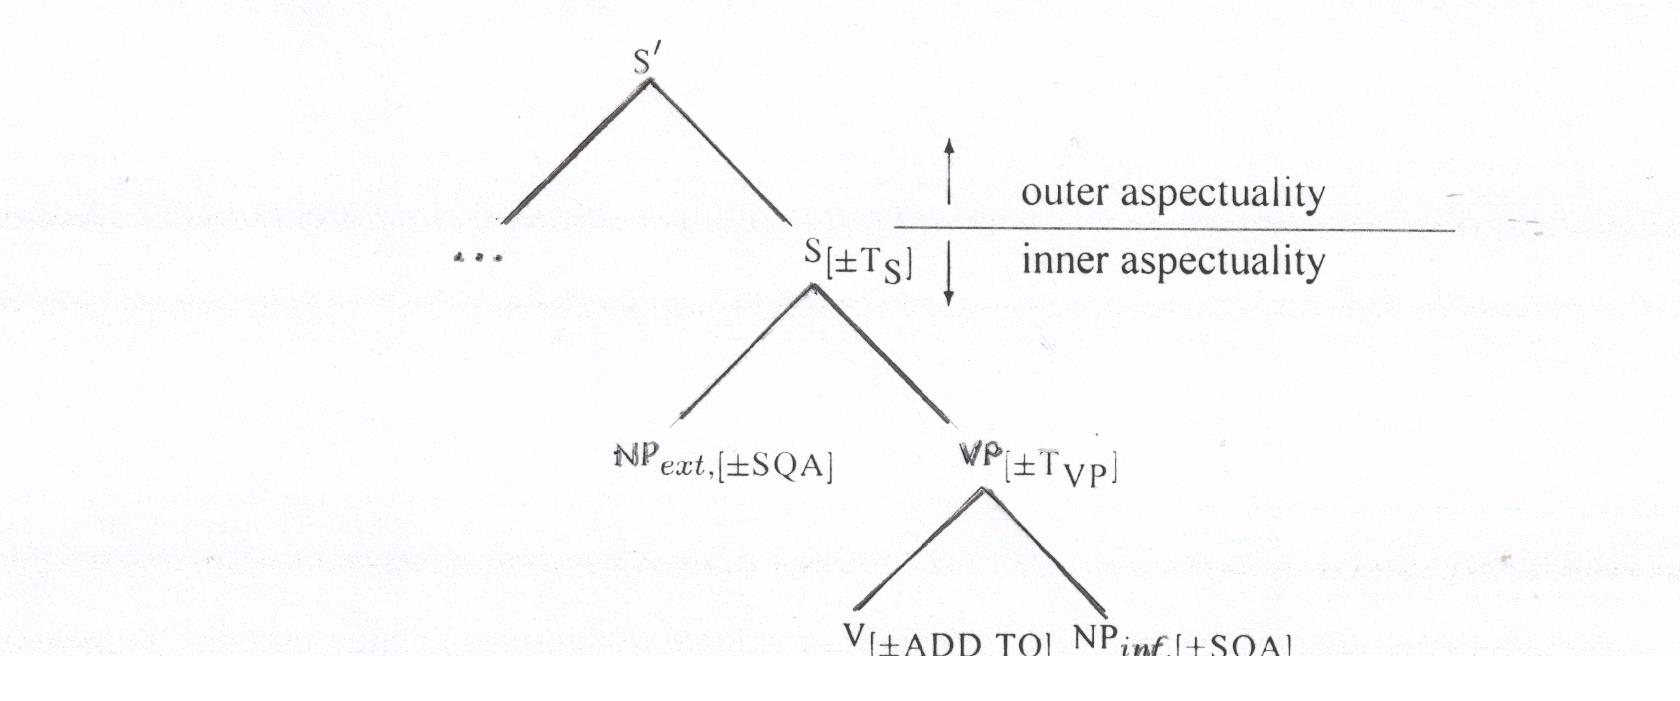 S′
outer aspectuality
... S[±TS] inner aspectuality
NPext,[±SQA] VP[±TVP]
V[±ADD TO] NPint,[±SQA]